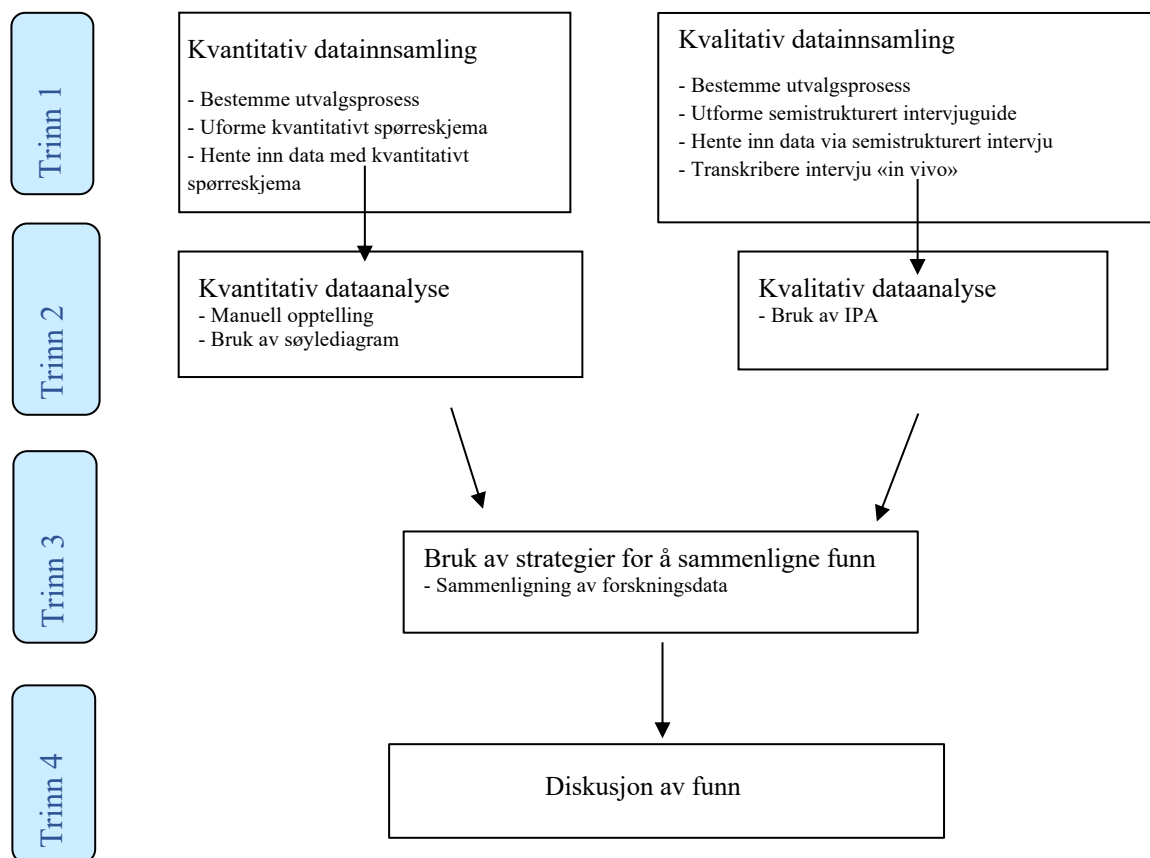 Trinn 1
Kvantitativ datainnsamling
- Bestemme utvalgsprosess
- Uforme kvantitativt spørreskjema
- Hente inn data med kvantitativt
spørreskjema
Kvalitativ datainnsamling
- Bestemme utvalgsprosess
- Utforme semistrukturert intervjuguide
- Hente inn data via semistrukturert intervju
- Transkribere intervju «in vivo»
Trinn 2
Kvantitativ dataanalyse
- Manuell opptelling
- Bruk av søylediagram
Kvalitativ dataanalyse
- Bruk av IPA
Trinn 3
Bruk av strategier for å sammenligne funn
- Sammenligning av forskningsdata
Trinn 4
Diskusjon av funn